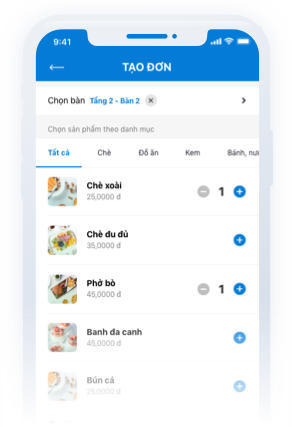 9:41
TẠO ĐƠN
Chọn bàn Tầng 2 - Bàn 2
Chọn sản phẩm theo danh mục
Tất cả Chè Đồ ăn Kem Bánh, nướ
Chè xoài
25,0000 đ
1
Chè đu đủ
35,0000 đ
Phở bò
45,0000 đ
1
Banh đa canh
45,0000 đ
Bún cá
25,0000 đ